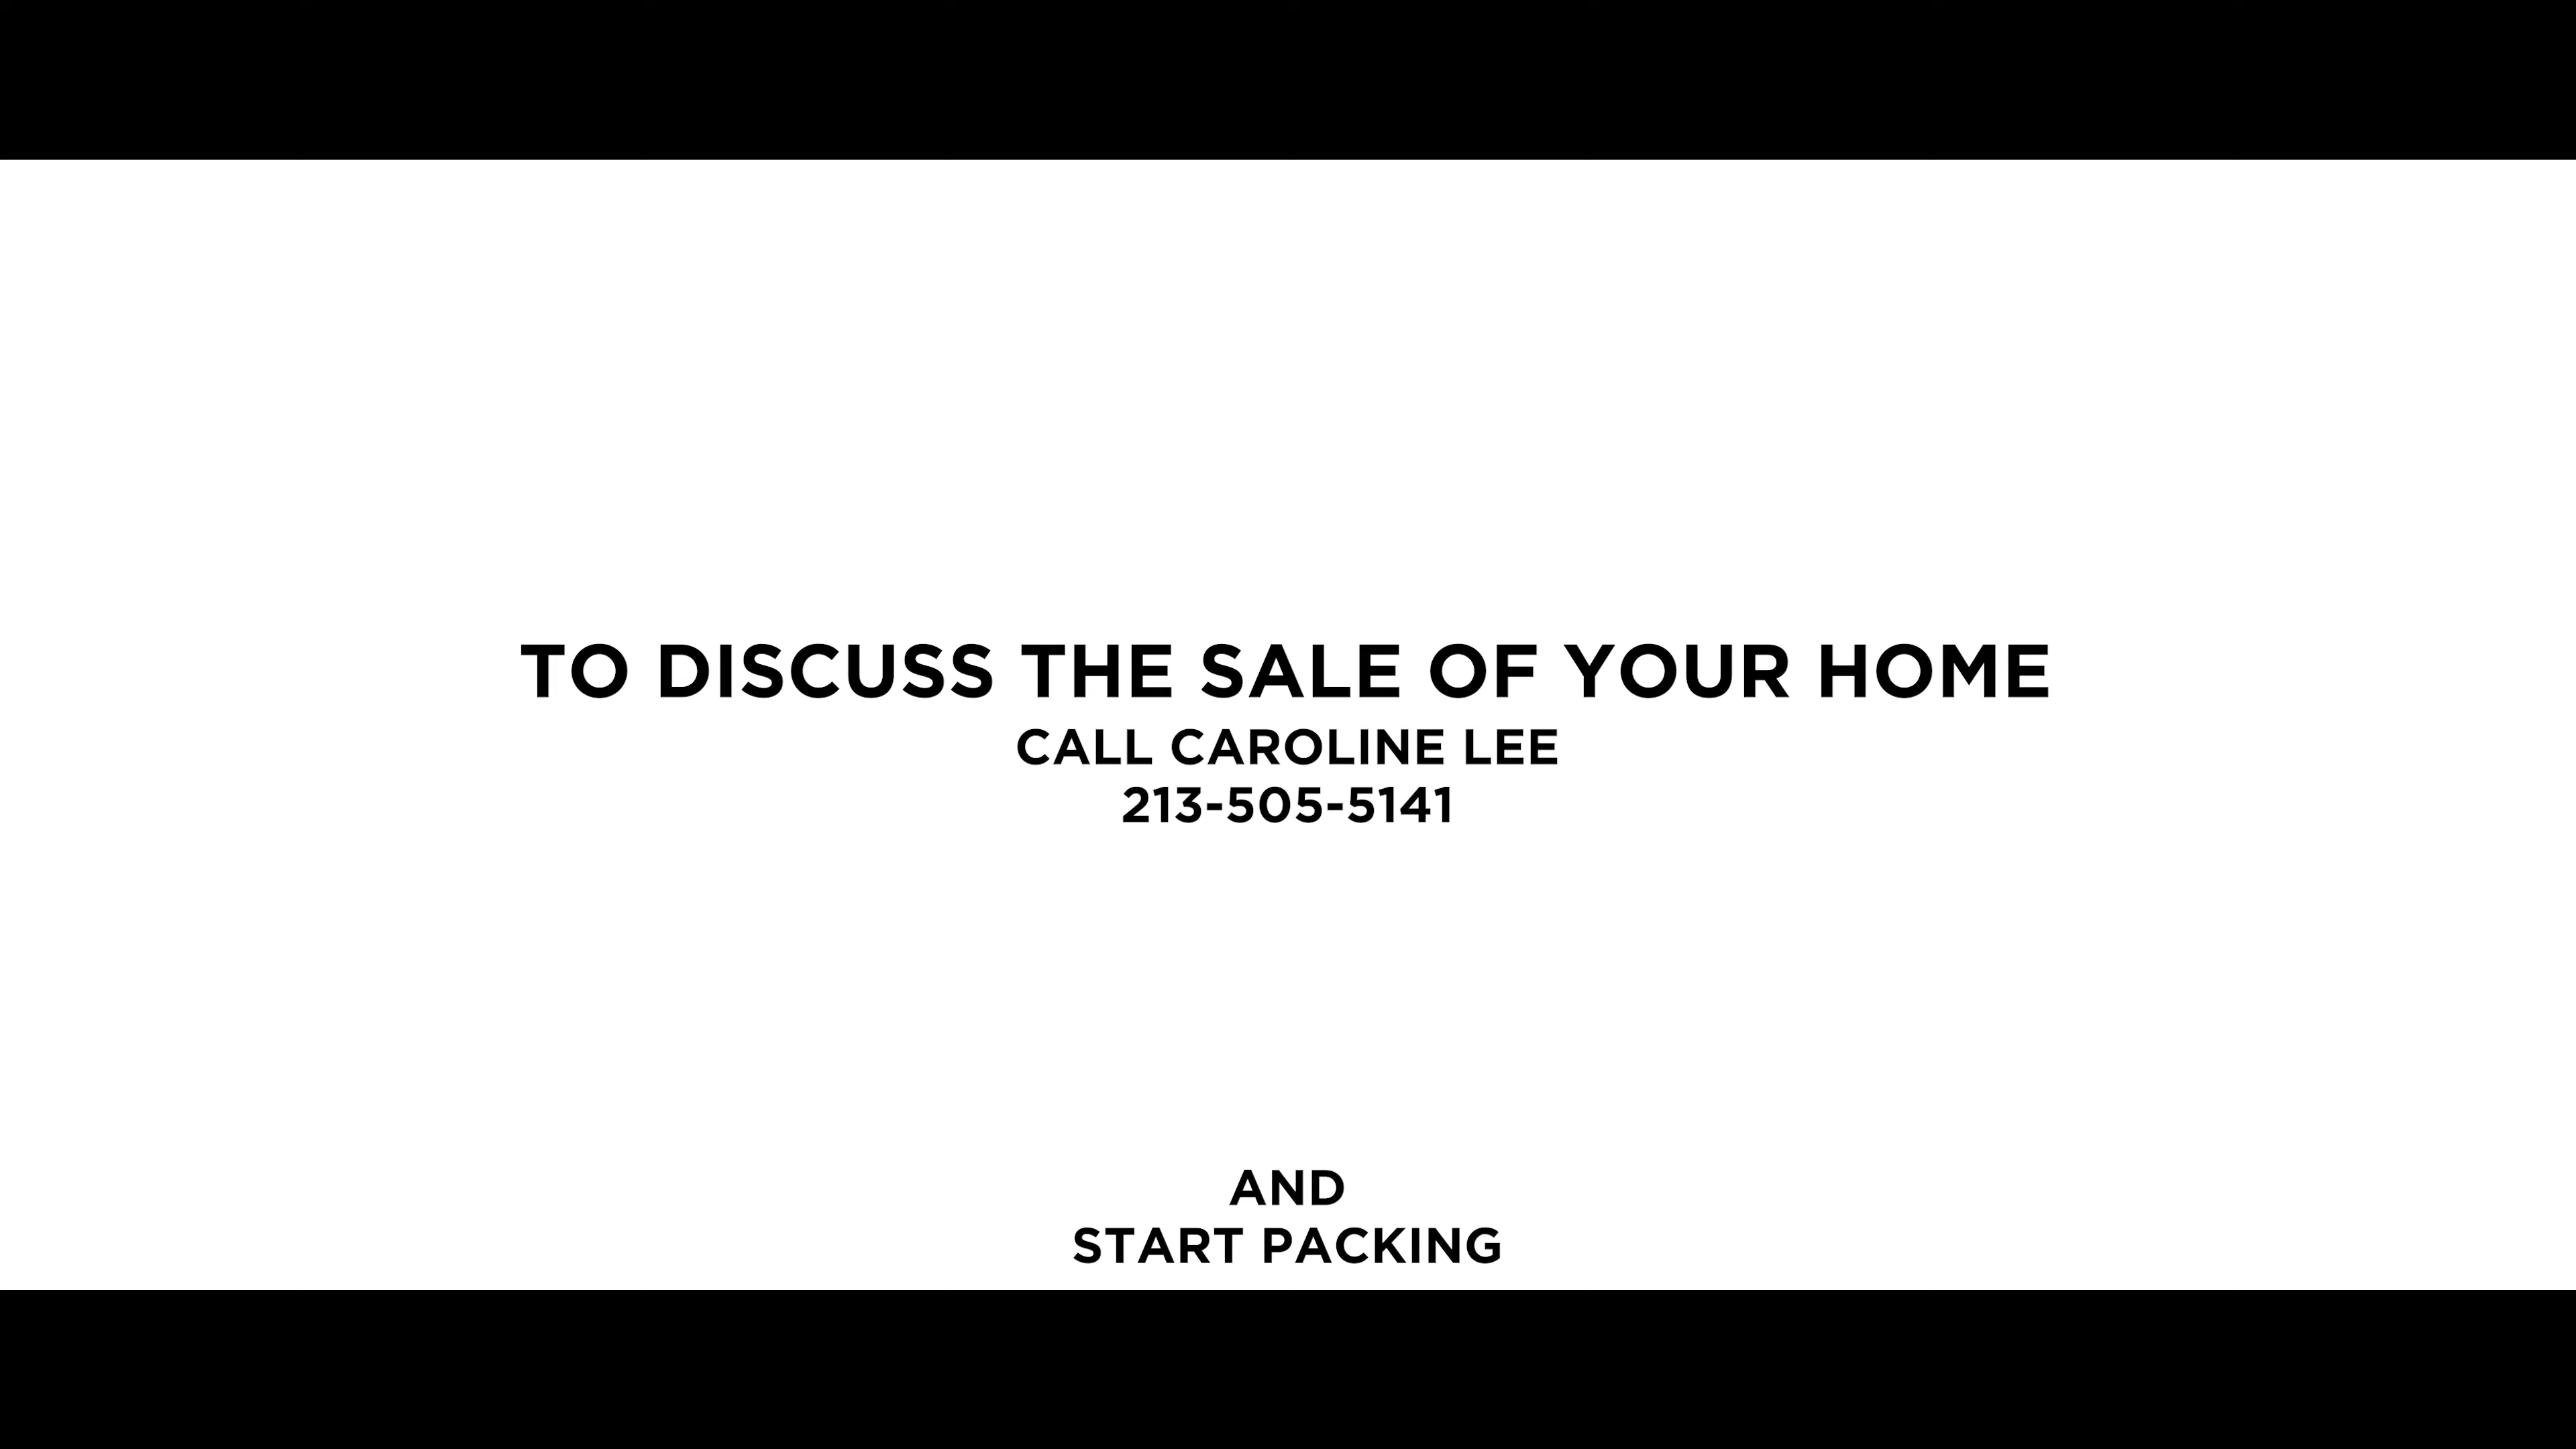 TO DISCUSS THE SALE OF YOUR HOME
CALL CAROLINE LEE
213-505-5141
AND
START PACKING